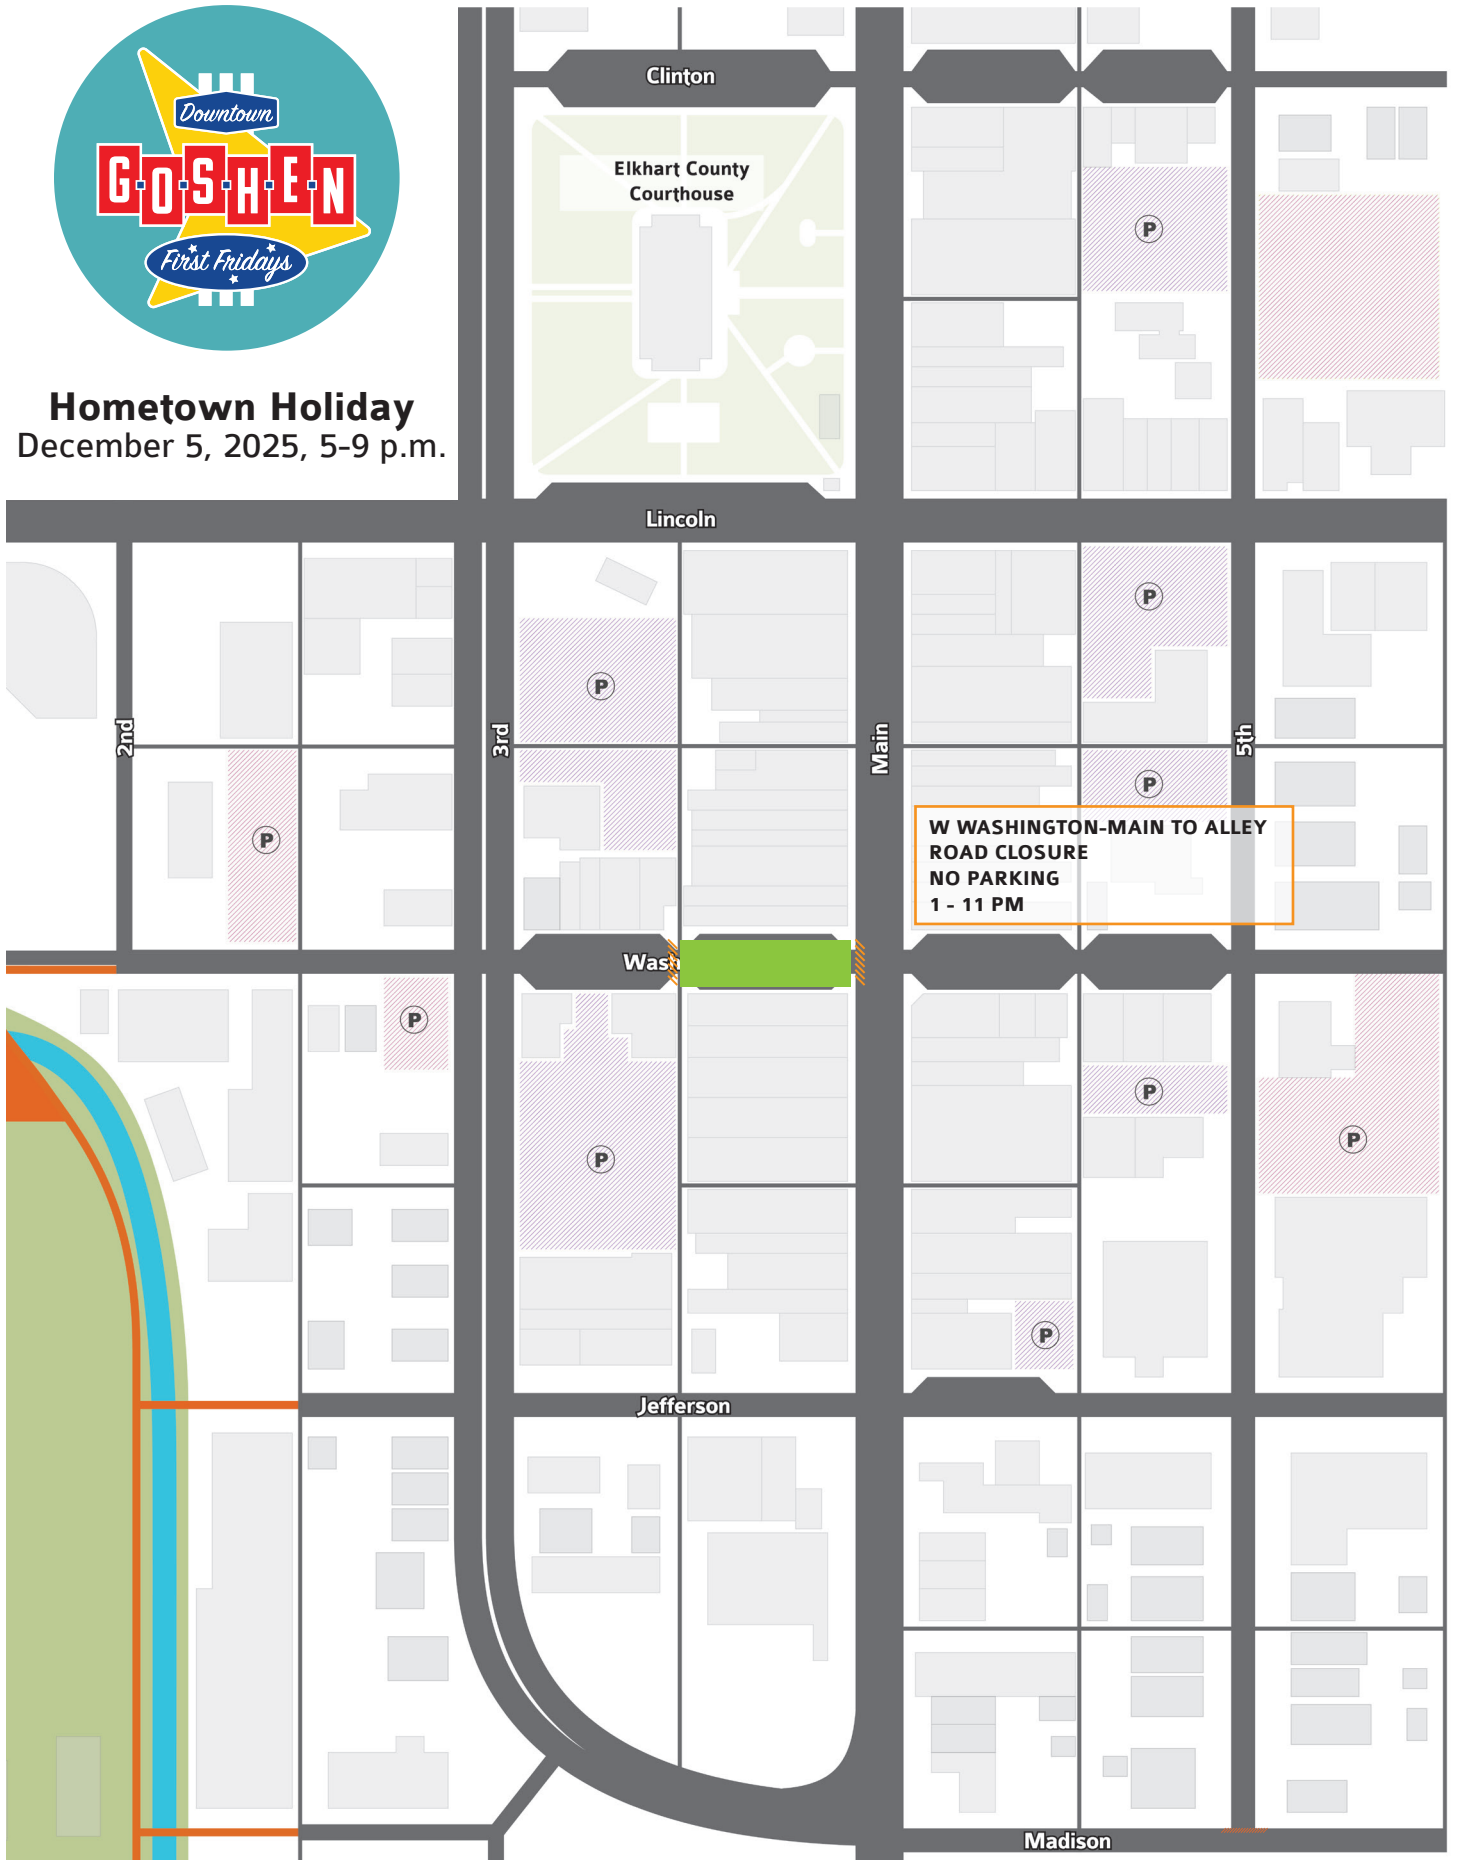 Downtown
G·O·S·H·E·N
First Fridays
Hometown Holiday
December 5, 2025, 5-9 p.m.
Clinton
Elkhart County
Courthouse
P
Lincoln
P
P
2nd
3rd
Main
5th
P
P
W WASHINGTON-MAIN TO ALLEY
ROAD CLOSURE
NO PARKING
1 - 11 PM
Wash
P
P
P
P
P
Jefferson
Madison